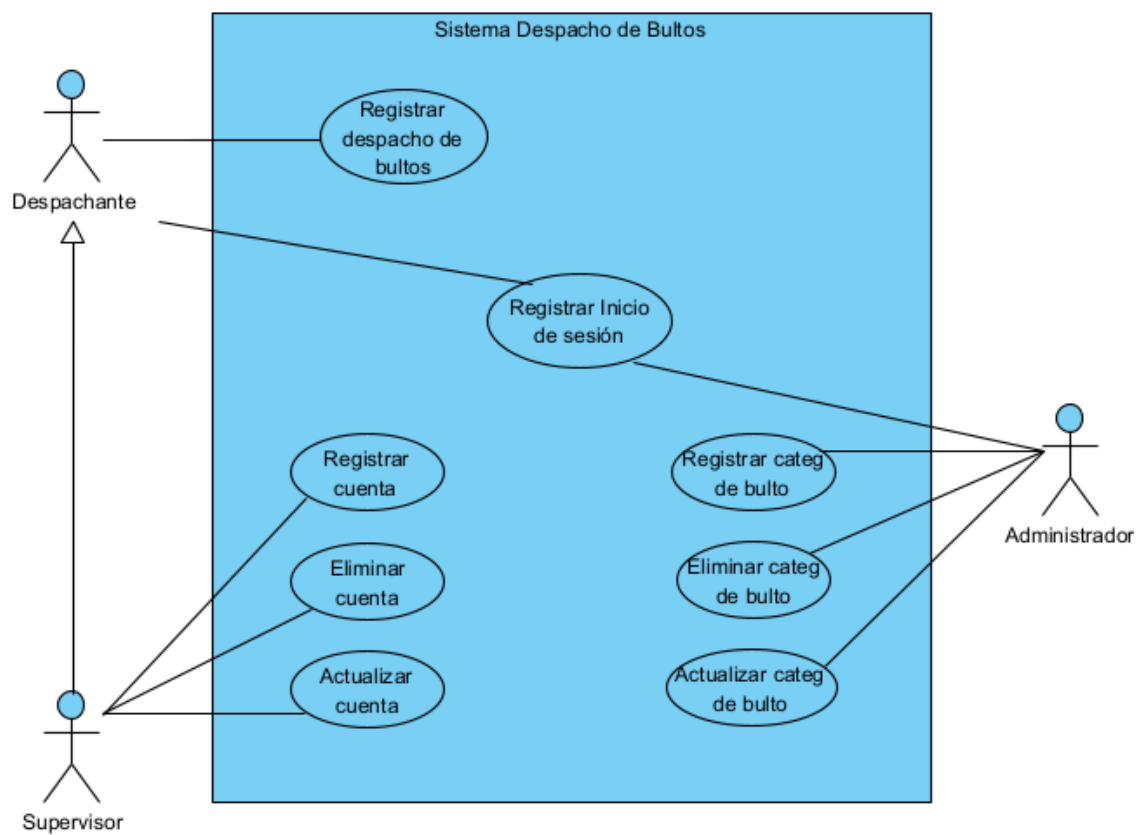 Sistema Despacho de Bultos
Registrar
despacho de
bultos
Despachante
Registrar Inicio
de sesión
Registrar
cuenta
Registrar categ
de bulto
Administrador
Eliminar
cuenta
Eliminar categ
de bulto
Actualizar
cuenta
Actualizar categ
de bulto
Supervisor